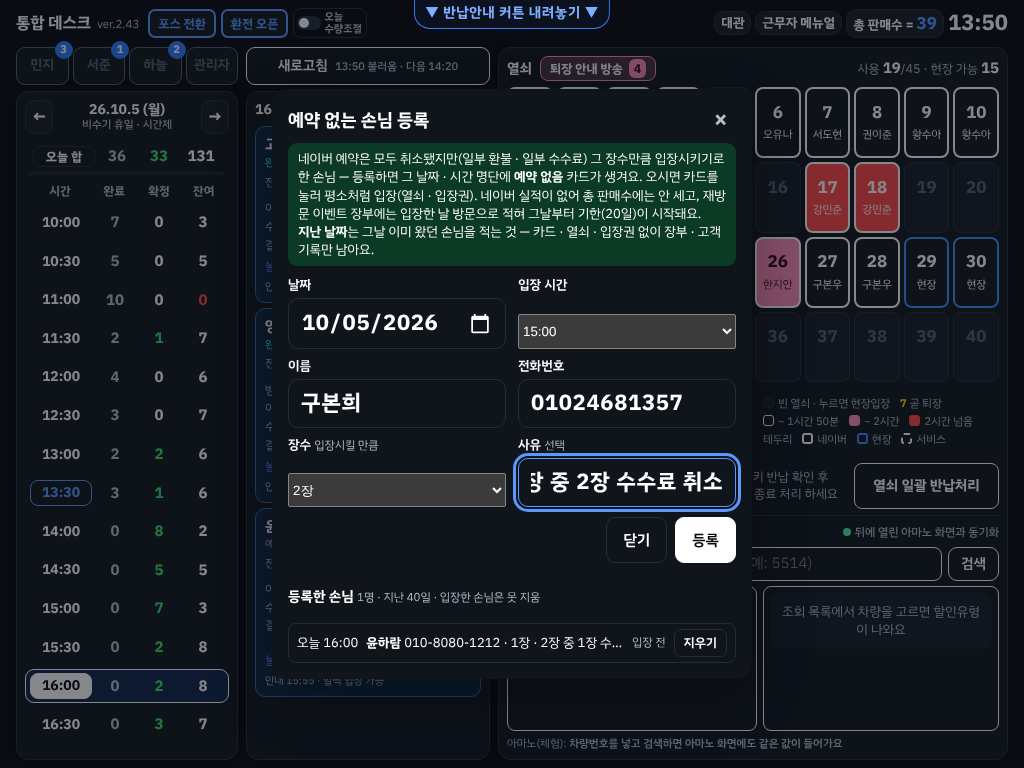 통합 데스크 ver.2.43 포스 전환 환전 오픈 오늘 수량조절
▼ 반납안내 커튼 내려놓기 ▼
대관 근무자 메뉴얼 총 판매수 = 39 13:50
민지 3 서준 1 하늘 2 관리자
새로고침 13:50 불러옴 · 다음 14:20
열쇠 퇴장 안내 방송 4 사용 19/45 · 현장 가능 15
← 26.10.5 (월) →
비수기 휴일 · 시간제
오늘 합 36 33 131
시간 완료 확정 잔여
10:00 7 0 3
10:30 5 0 5
11:00 10 0 0
11:30 2 1 7
12:00 4 0 6
12:30 3 0 7
13:00 2 2 6
13:30 3 1 6
14:00 0 8 2
14:30 0 5 5
15:00 0 7 3
15:30 0 2 8
16:00 0 2 8
16:30 0 3 7
예약 없는 손님 등록 ×
네이버 예약은 모두 취소됐지만(일부 환불 · 일부 수수료) 그 장수만큼 입장시키기로
한 손님 — 등록하면 그 날짜 · 시간 명단에 예약 없음 카드가 생겨요. 오시면 카드를
눌러 평소처럼 입장(열쇠 · 입장권). 네이버 실적이 없어 총 판매수에는 안 세고, 재방
문 이벤트 장부에는 입장한 날 방문으로 적혀 그날부터 기한(20일)이 시작돼요.
지난 날짜는 그날 이미 왔던 손님을 적는 것 — 카드 · 열쇠 · 입장권 없이 장부 · 고객
기록만 남아요.
날짜 입장 시간
10/05/2026 15:00
이름 전화번호
구본희 01024681357
장수 입장시킬 만큼 사유 선택
2장 장 중 2장 수수료 취소
닫기 등록
등록한 손님 1명 · 지난 40일 · 입장한 손님은 못 지움
오늘 16:00 윤하람 010-8080-1212 · 1장 · 2장 중 1장 수... 입장 전 지우기
안내 15:55 · 일찍 입장 가능
6 오유나 7 서도현 8 권이준 9 황수아 10 황수아
16 17 강민준 18 강민준 19 20
26 한지안 27 구본우 28 구본우 29 현장 30 현장
36 37 38 39 40
빈 열쇠 · 누르면 현장입장 7 곧 퇴장
~ 1시간 50분 ~ 2시간 2시간 넘음
테두리 네이버 현장 서비스
키 반납 확인 후
종료 처리 하세요
열쇠 일괄 반납처리
뒤에 열린 아마노 화면과 동기화
예: 5514) 검색
조회 목록에서 차량을 고르면 할인유형
이 나와요
아마노(체험): 차량번호를 넣고 검색하면 아마노 화면에도 같은 값이 들어가요